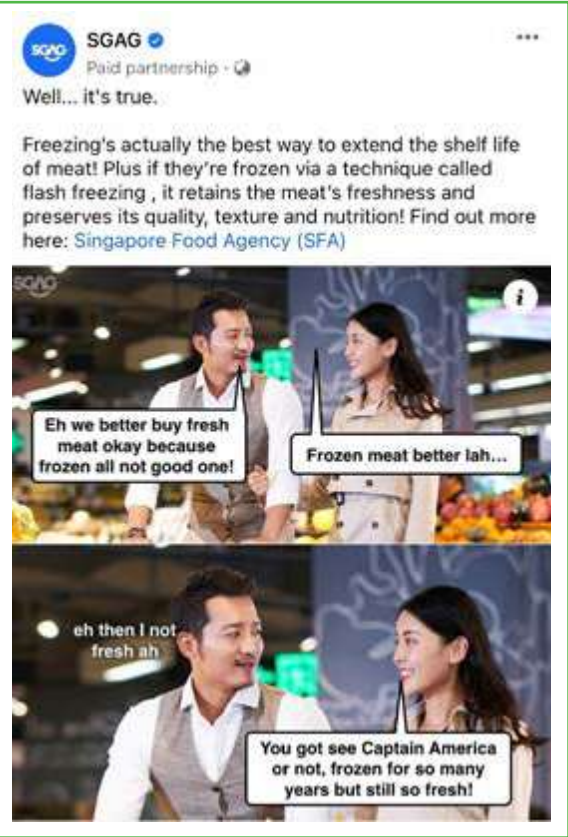 SGAG
Paid partnership ·
Well... it's true.
Freezing's actually the best way to extend the shelf life
of meat! Plus if they're frozen via a technique called
flash freezing , it retains the meat's freshness and
preserves its quality, texture and nutrition! Find out more
here: Singapore Food Agency (SFA)
SGAG
i
Eh we better buy fresh
meat okay because
frozen all not good one!
Frozen meat better lah...
eh then I not
fresh ah
You got see Captain America
or not, frozen for so many
years but still so fresh!